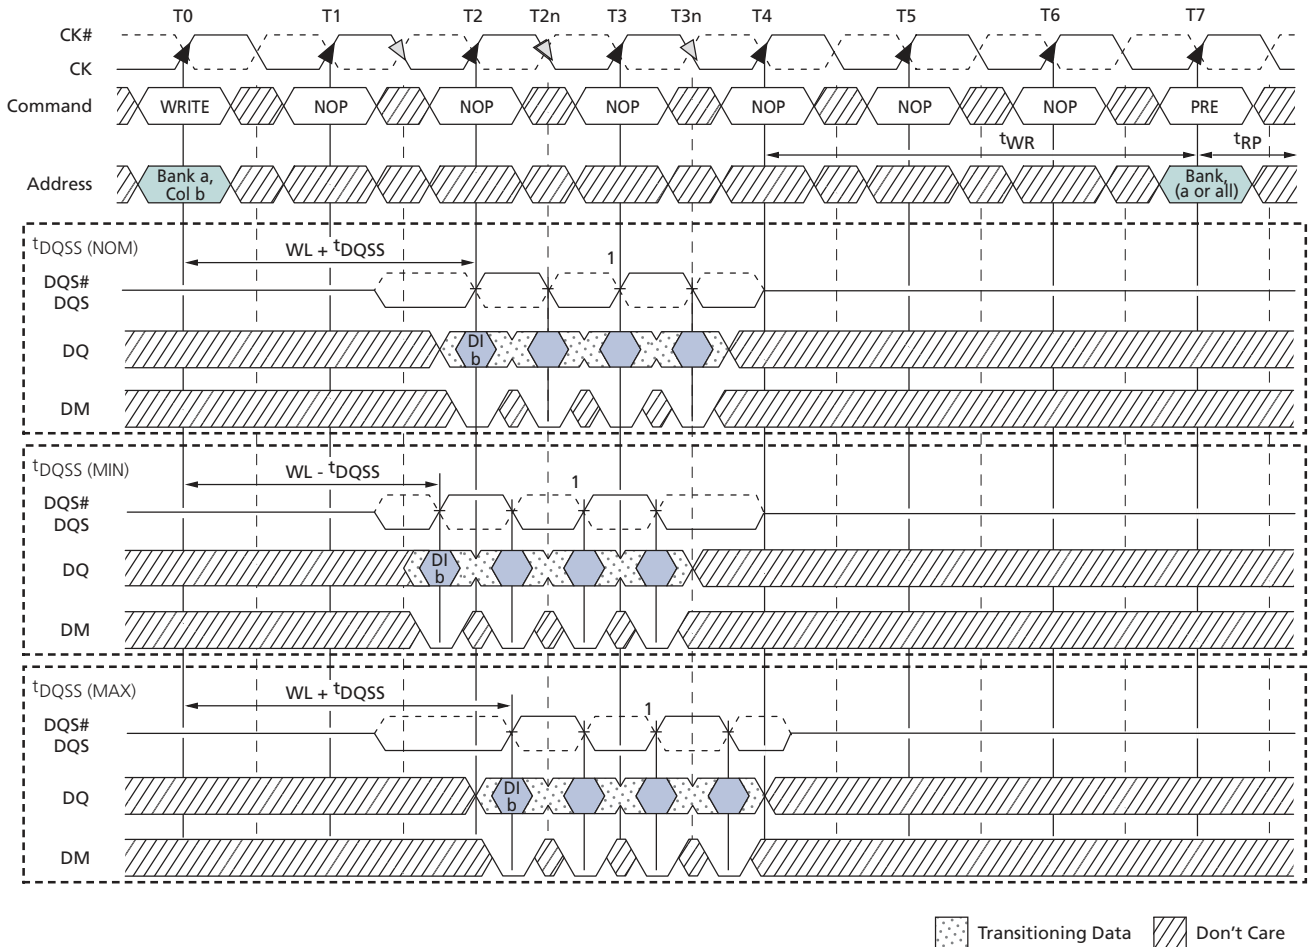 T0 T1 T2 T2n T3 T3n T4 T5 T6 T7
CK#
CK
Command WRITE NOP NOP NOP NOP NOP NOP PRE
tWR tRP
Address Bank a, Col b Bank, (a or all)
tDQSS (NOM)
WL + tDQSS 1
DQS#
DQS
DQ DI b
DM
tDQSS (MIN)
WL - tDQSS 1
DQS#
DQS
DQ DI b
DM
tDQSS (MAX)
WL + tDQSS 1
DQS#
DQS
DQ DI b
DM
Transitioning Data Don't Care